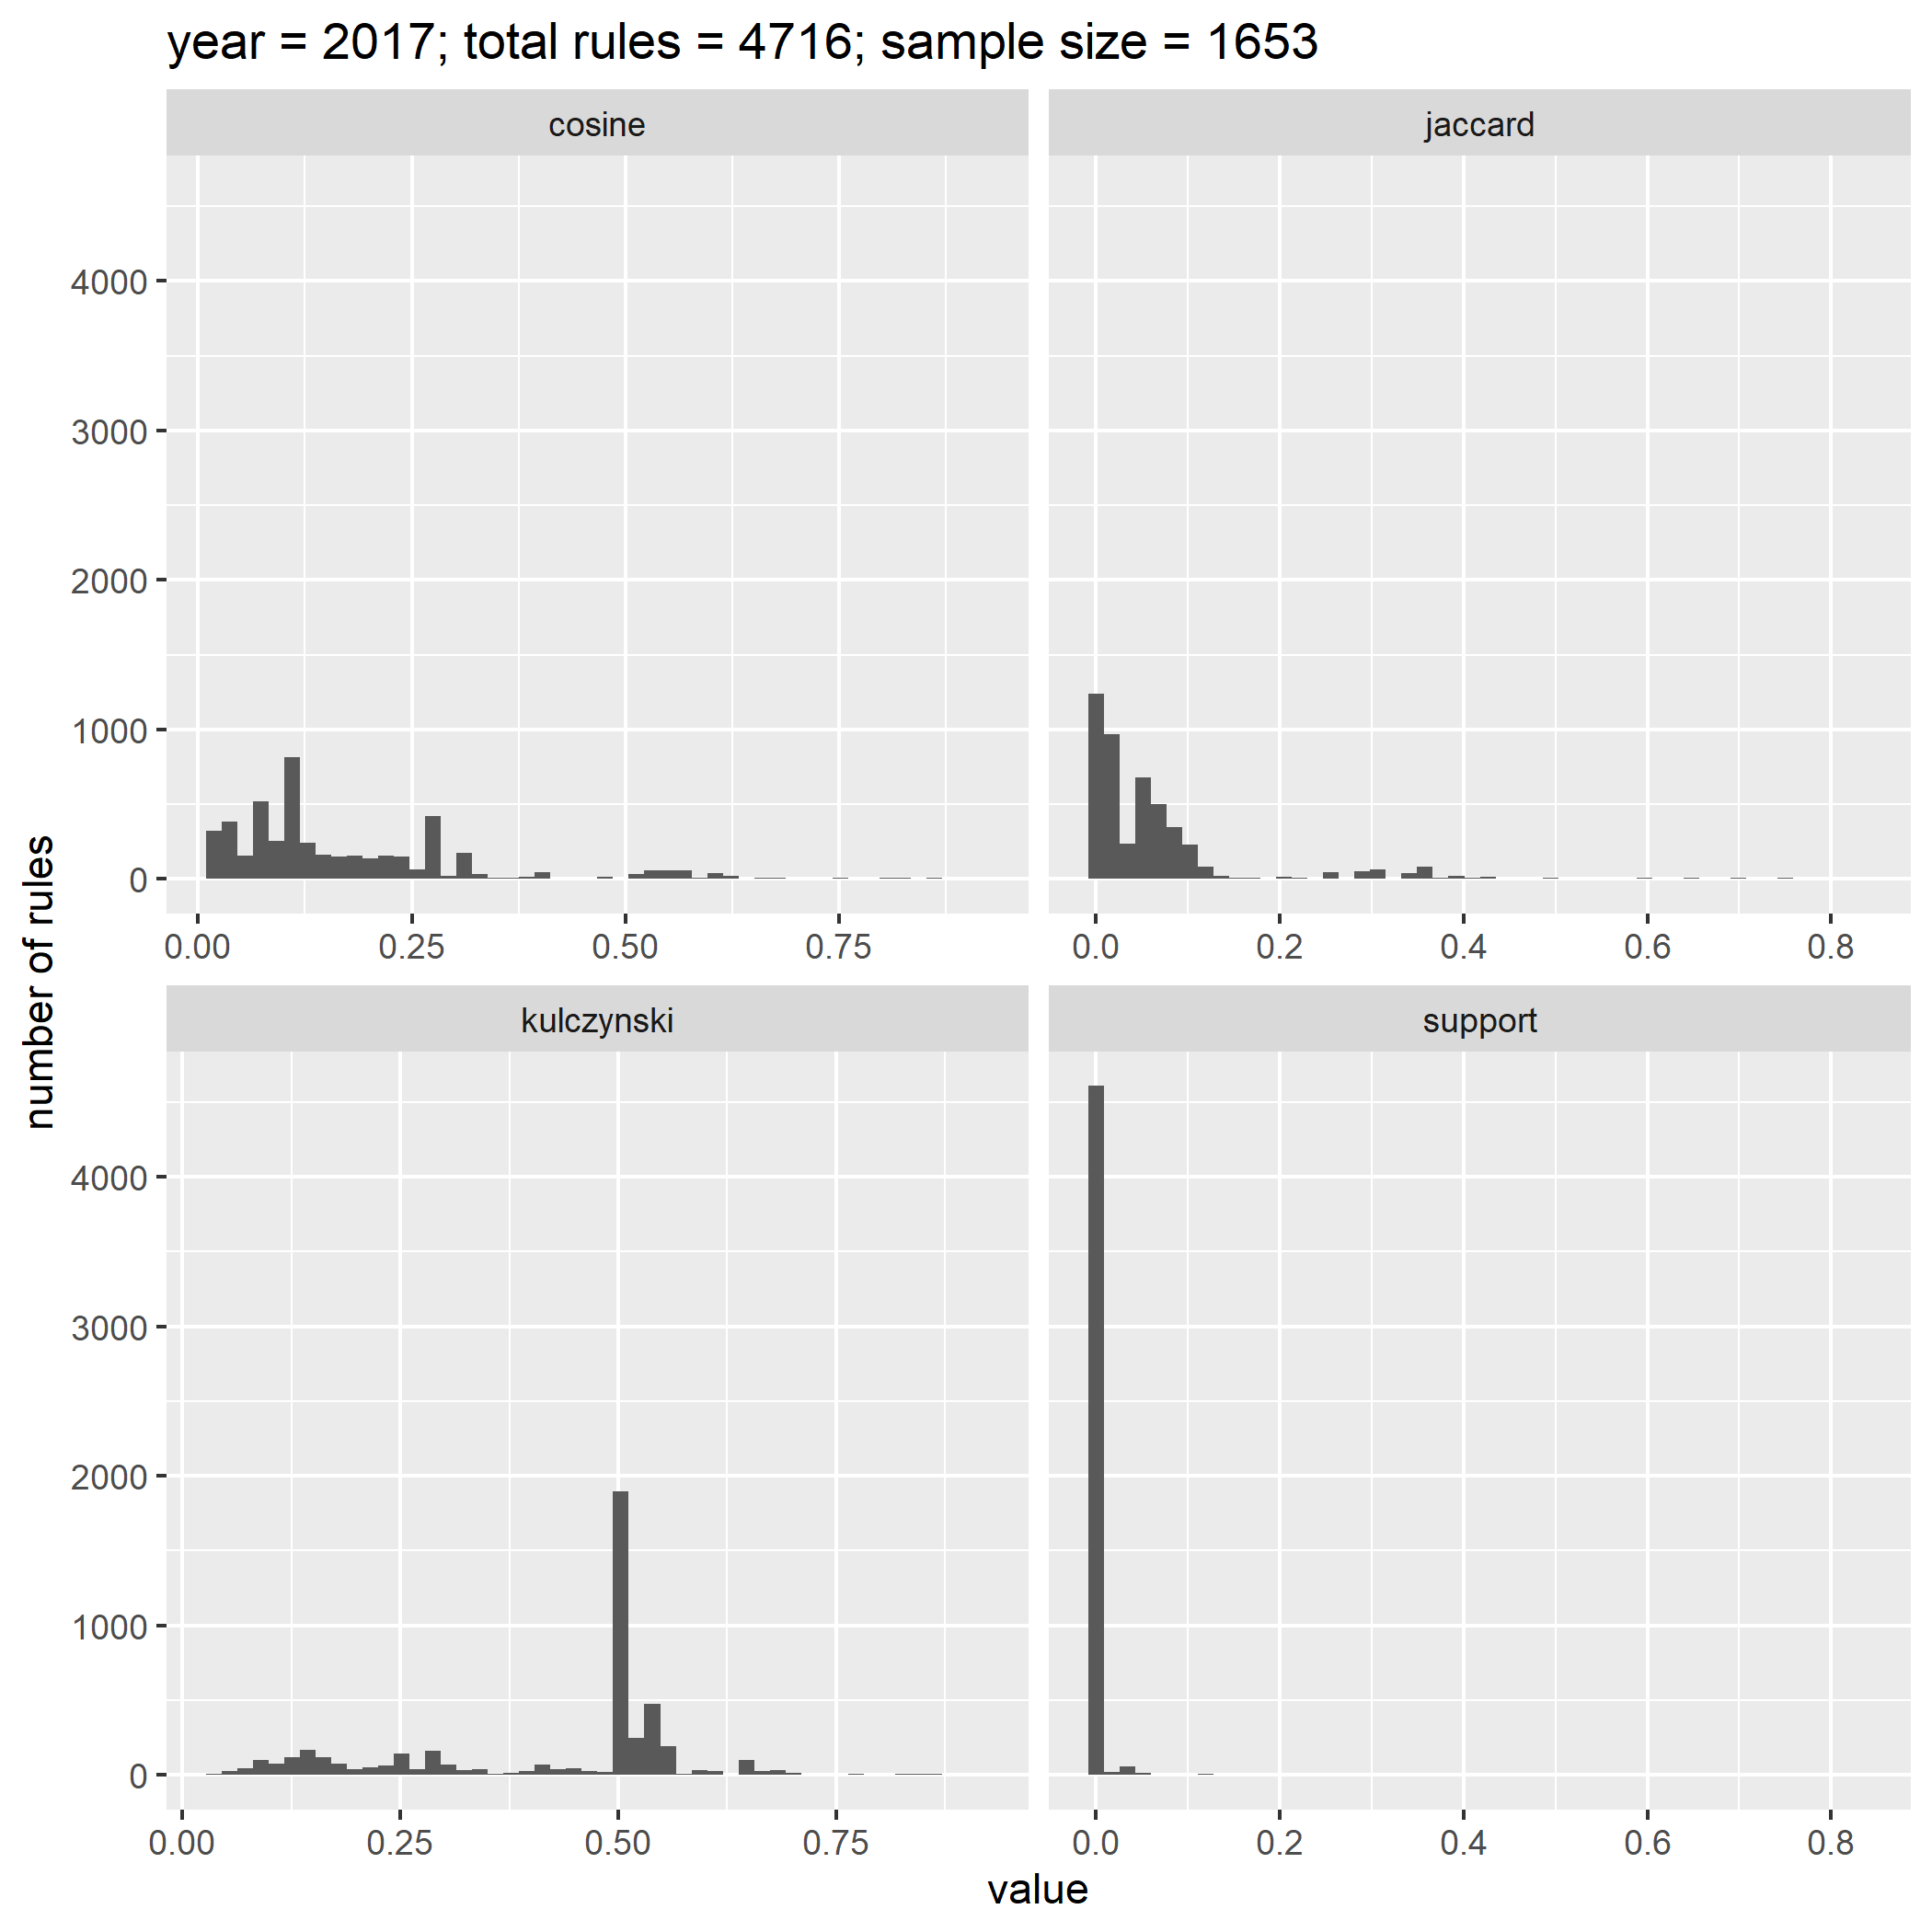 year = 2017; total rules = 4716; sample size = 1653
cosine
jaccard
4000
3000
2000
1000
0
0.00 0.25 0.50 0.75
0.0 0.2 0.4 0.6 0.8
number of rules
kulczynski
support
4000
3000
2000
1000
0
0.00 0.25 0.50 0.75
0.0 0.2 0.4 0.6 0.8
value